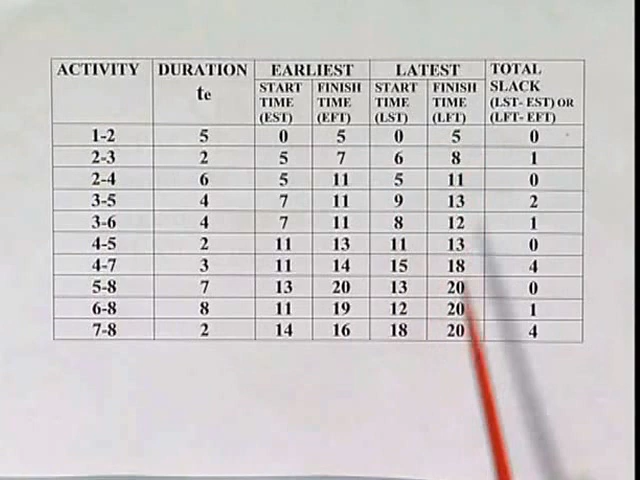 ACTIVITY DURATION te EARLIEST LATEST TOTAL SLACK (LST- EST) OR (LFT- EFT)
START TIME (EST) FINISH TIME (EFT) START TIME (LST) FINISH TIME (LFT)
1-2 5 0 5 0 5 0
2-3 2 5 7 6 8 1
2-4 6 5 11 5 11 0
3-5 4 7 11 9 13 2
3-6 4 7 11 8 12 1
4-5 2 11 13 11 13 0
4-7 3 11 14 15 18 4
5-8 7 13 20 13 20 0
6-8 8 11 19 12 20 1
7-8 2 14 16 18 20 4